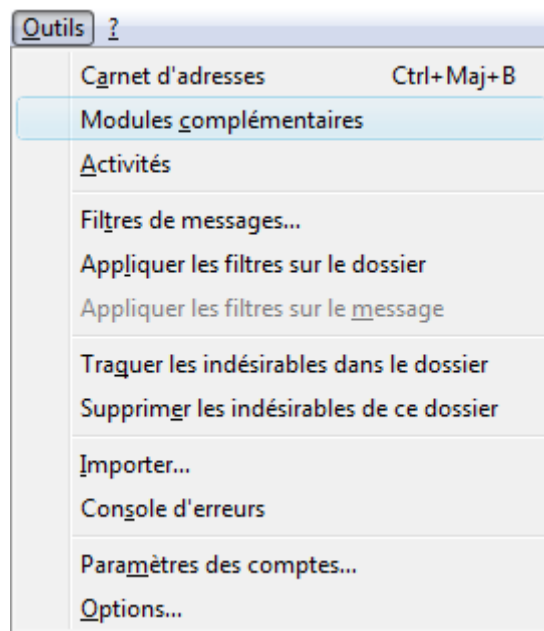 Outils ?
Carnet d'adresses Ctrl+Maj+B
Modules complémentaires
Activités
Filtres de messages...
Appliquer les filtres sur le dossier
Appliquer les filtres sur le message
Traquer les indésirables dans le dossier
Supprimer les indésirables de ce dossier
Importer...
Console d'erreurs
Paramètres des comptes...
Options...